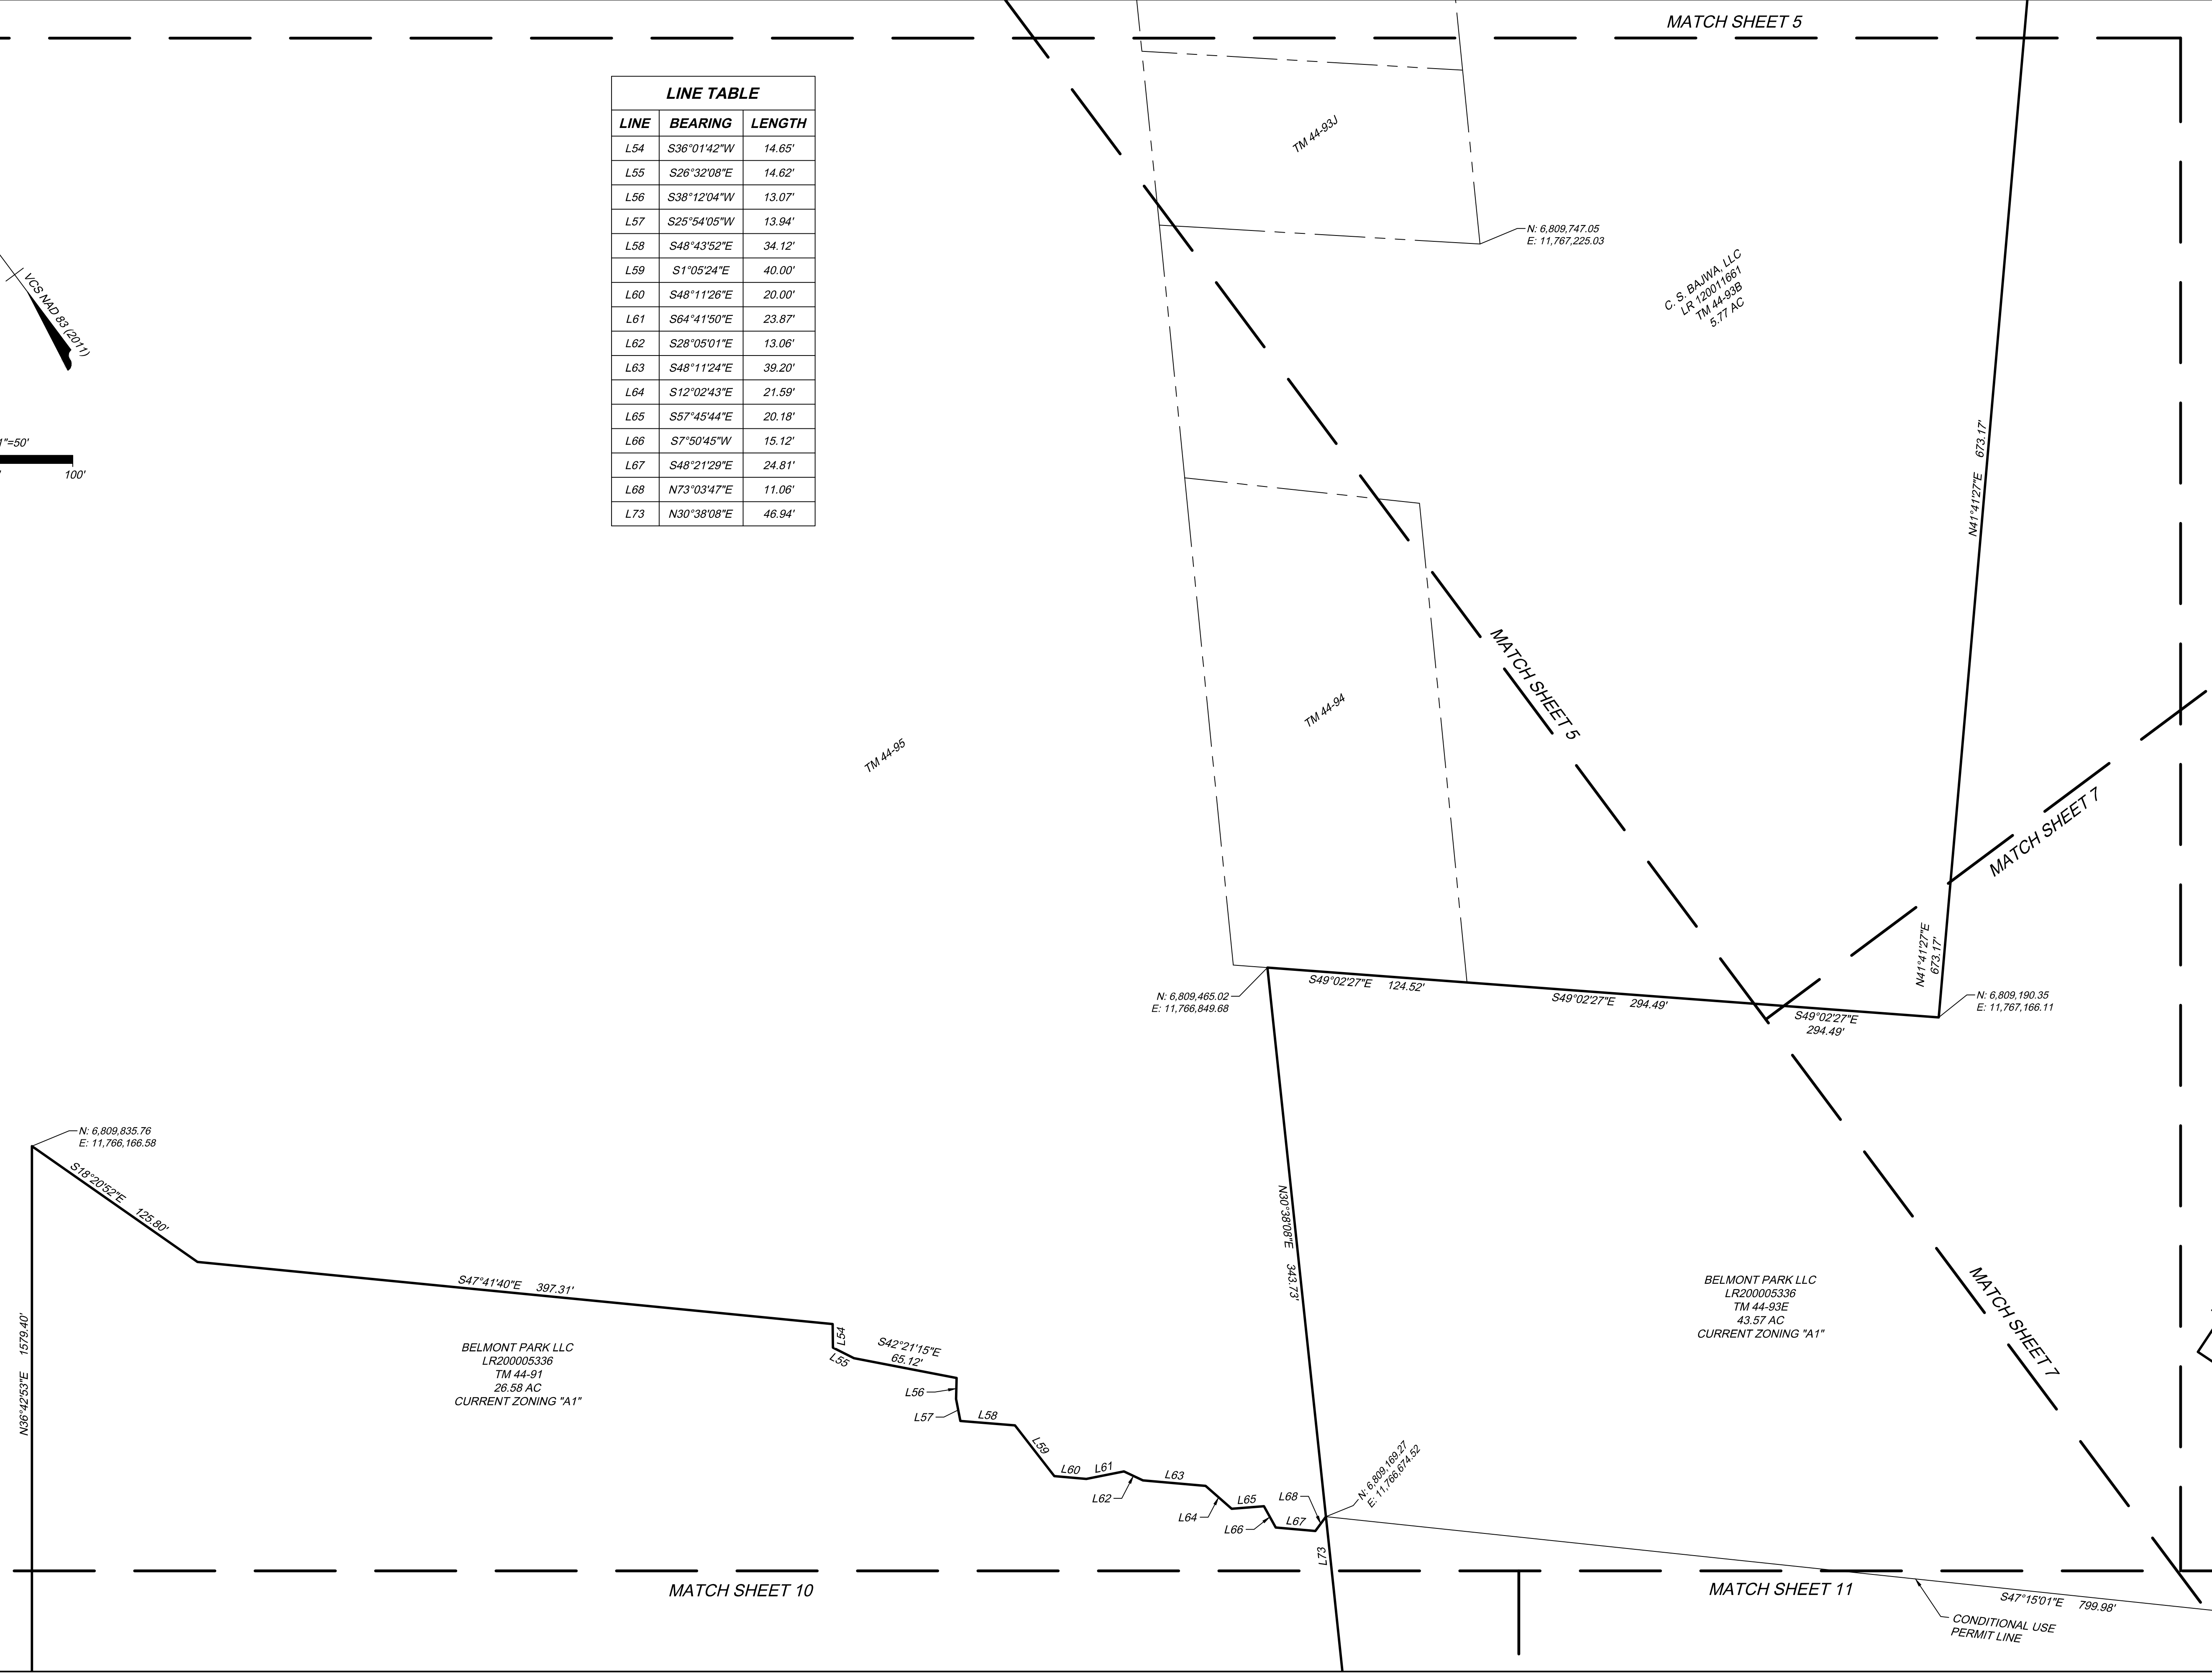 MATCH SHEET 5
LINE TABLE
LINE BEARING LENGTH
L54 S36°01'42"W 14.65'
L55 S26°32'08"E 14.62'
L56 S38°12'04"W 13.07'
L57 S25°54'05"W 13.94'
L58 S48°43'52"E 34.12'
L59 S1°05'24"E 40.00'
L60 S48°11'26"E 20.00'
L61 S64°41'50"E 23.87'
L62 S28°05'01"E 13.06'
L63 S48°11'24"E 39.20'
L64 S12°02'43"E 21.59'
L65 S57°45'44"E 20.18'
L66 S7°50'45"W 15.12'
L67 S48°21'29"E 24.81'
L68 N73°03'47"E 11.06'
L73 N30°38'08"E 46.94'
VCS NAD 83 (2011)
1"=50'
100'
TM 44-93J
N: 6,809,747.05
E: 11,767,225.03
C. S. BAJWA, LLC
LR 120011661
TM 44-93B
5.77 AC
N41°41'27"E 673.17'
MATCH SHEET 5
TM 44-94
TM 44-95
MATCH SHEET 7
N41°41'27"E
673.17'
N: 6,809,465.02
E: 11,766,849.68
S49°02'27"E 124.52'
S49°02'27"E 294.49'
S49°02'27"E
294.49'
N: 6,809,190.35
E: 11,767,166.11
N: 6,809,835.76
E: 11,766,166.58
S18°20'52"E 125.80'
N30°38'08"E 343.73'
S47°41'40"E 397.31'
N36°42'53"E 1579.40'
BELMONT PARK LLC
LR200005336
TM 44-91
26.58 AC
CURRENT ZONING "A1"
L54
L55
S42°21'15"E
65.12'
L56
L57
L58
L59
L60
L61
L62
L63
L64
L65
L66
L67
L68
N: 6,809,169.27
E: 11,766,674.52
L73
BELMONT PARK LLC
LR200005336
TM 44-93E
43.57 AC
CURRENT ZONING "A1"
MATCH SHEET 7
MATCH SHEET 10
MATCH SHEET 11
S47°15'01"E 799.98'
CONDITIONAL USE
PERMIT LINE